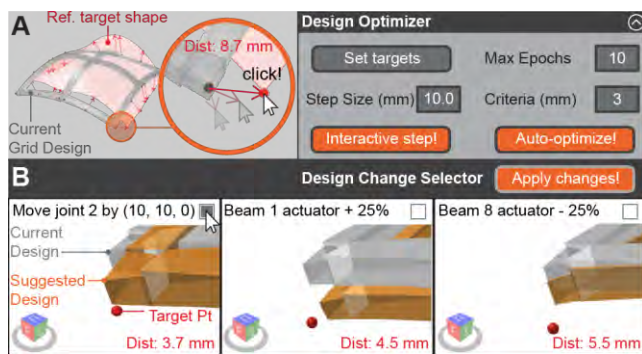 A
Ref. target shape
Dist: 8.7 mm
click!
Current
Grid Design
Design Optimizer
Set targets
Max Epochs
10
Step Size (mm)
10.0
Criteria (mm)
3
Interactive step!
Auto-optimize!
B
Design Change Selector
Apply changes!
Move joint 2 by (10, 10, 0)
Current
Design
Suggested
Design
Target Pt
Dist: 3.7 mm
Beam 1 actuator + 25%
Dist: 4.5 mm
Beam 8 actuator - 25%
Dist: 5.5 mm